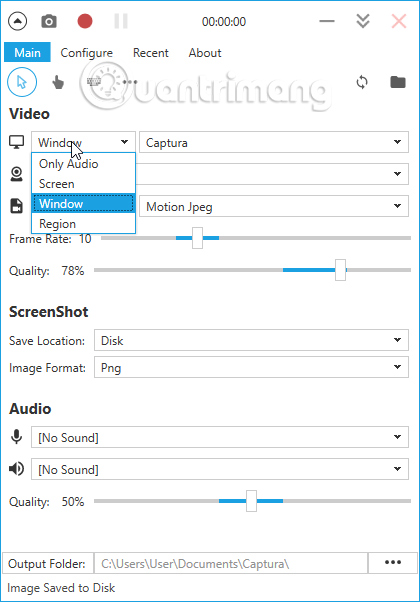 00:00:00
Main Configure Recent About
Quantrimang
Video
Window Captura
Only Audio
Screen
Window
Region
Motion Jpeg
Frame Rate: 10
Quality: 78%
ScreenShot
Save Location: Disk
Image Format: Png
Audio
[No Sound]
[No Sound]
Quality: 50%
Output Folder: C:\Users\User\Documents\Captura\ •••
Image Saved to Disk